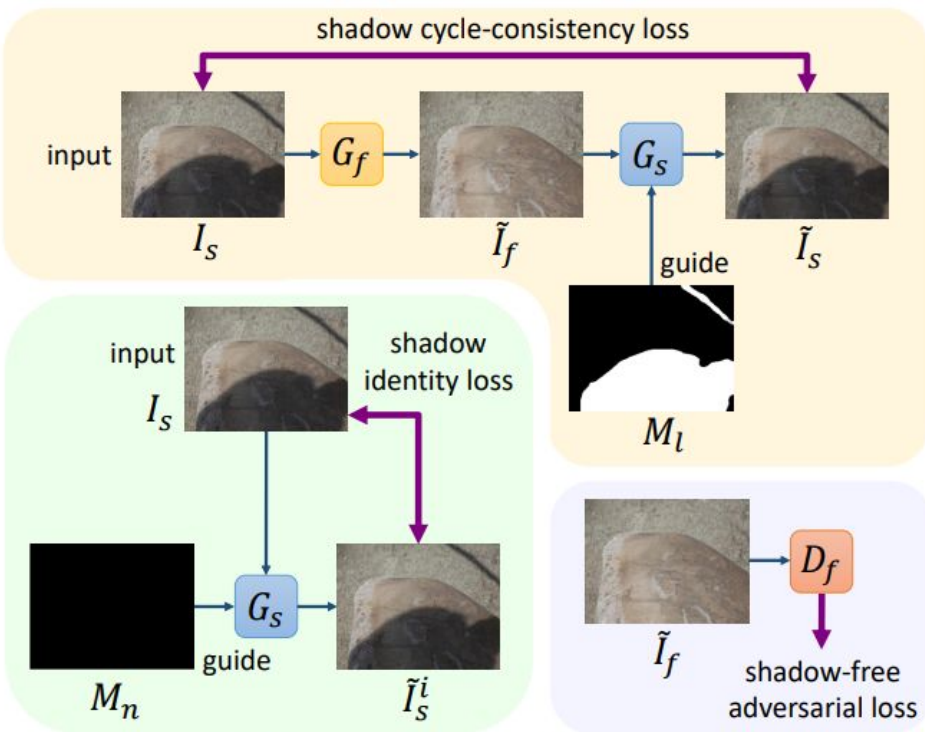 shadow cycle-consistency loss
input
G_f
G_s
I_s
Ĩ_f
Ĩ_s
guide
M_l
input
shadow
identity loss
I_s
G_s
guide
M_n
Ĩ_s^i
D_f
Ĩ_f
shadow-free
adversarial loss